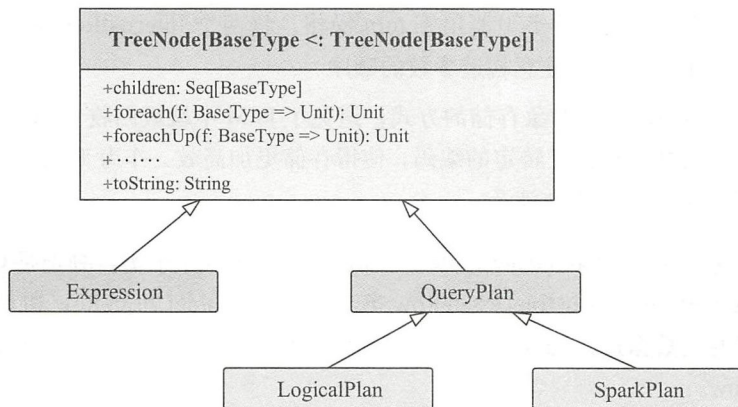 TreeNode[BaseType <: TreeNode[BaseType]]
+children: Seq[BaseType]
+foreach(f: BaseType => Unit): Unit
+foreachUp(f: BaseType => Unit): Unit
+······
+toString: String
Expression
QueryPlan
LogicalPlan
SparkPlan